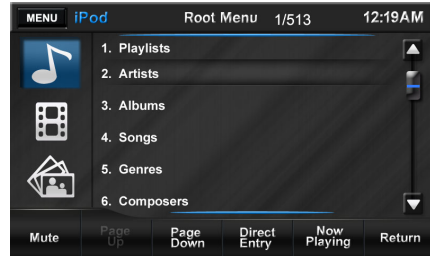 MENU iPod Root Menu 1/513 12:19AM
1. Playlists
2. Artists
3. Albums
4. Songs
5. Genres
6. Composers
Mute Page Up Page Down Direct Entry Now Playing Return